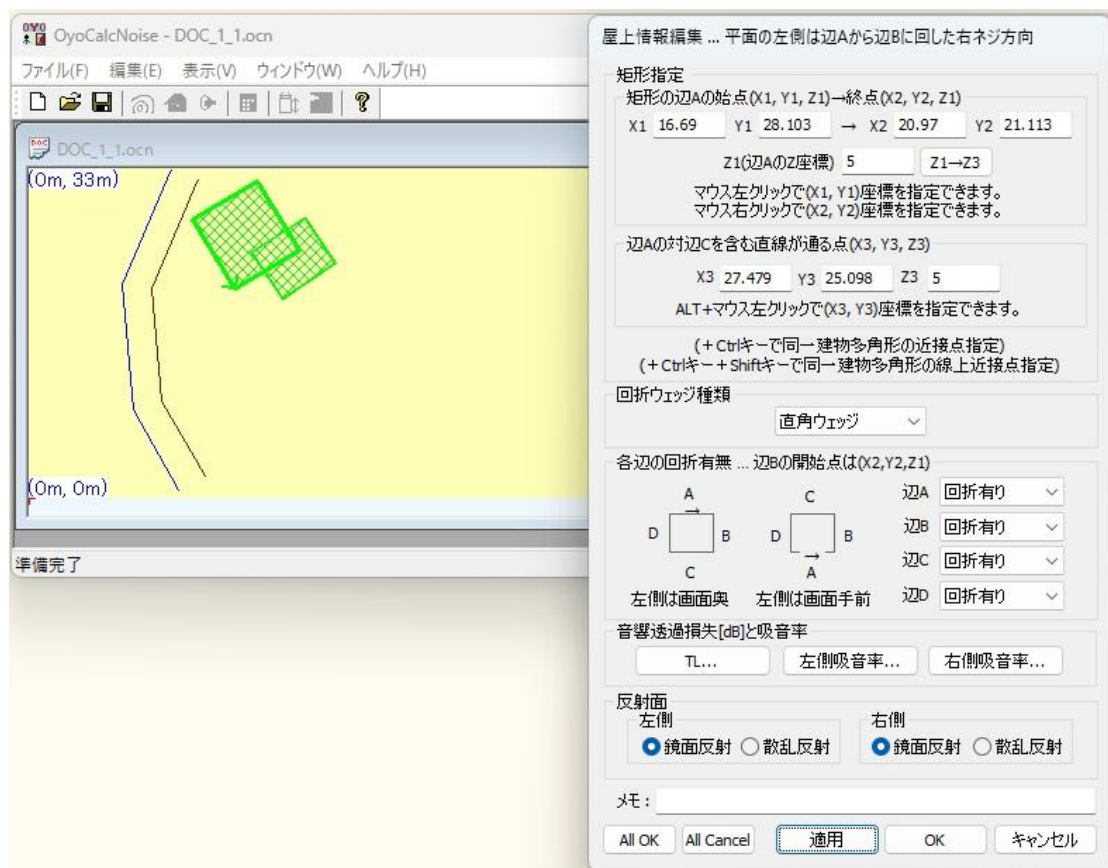 OyoCalcNoise - DOC_1_1.ocn
ファイル(F) 編集(E) 表示(V) ウィンドウ(W) ヘルプ(H)
DOC_1_1.ocn
(0m, 33m)
(0m, 0m)
準備完了
屋上情報編集 ... 平面の左側は辺Aから辺Bに回した右ネジ方向
矩形指定
矩形の辺Aの始点(X1, Y1, Z1)→終点(X2, Y2, Z1)
X1 16.69 Y1 28.103 → X2 20.97 Y2 21.113
Z1(辺AのZ座標) 5 Z1→Z3
マウス左クリックで(X1, Y1)座標を指定できます。
マウス右クリックで(X2, Y2)座標を指定できます。
辺Aの対辺Cを含む直線が通る点(X3, Y3, Z3)
X3 27.479 Y3 25.098 Z3 5
ALT+マウス左クリックで(X3, Y3)座標を指定できます。
(+Ctrlキーで同一建物多角形の近接点指定)
(+Ctrlキー+Shiftキーで同一建物多角形の線上近接点指定)
回折ウェッジ種類
直角ウェッジ
各辺の回折有無 ... 辺Bの開始点は(X2,Y2,Z1)
A C 辺A 回折有り
→
D B D B 辺B 回折有り
→
C A 辺C 回折有り
左側は画面奥 左側は画面手前 辺D 回折有り
音響透過損失[dB]と吸音率
TL... 左側吸音率... 右側吸音率...
反射面
左側 右側
鏡面反射 散乱反射 鏡面反射 散乱反射
メモ:
All OK All Cancel 適用 OK キャンセル